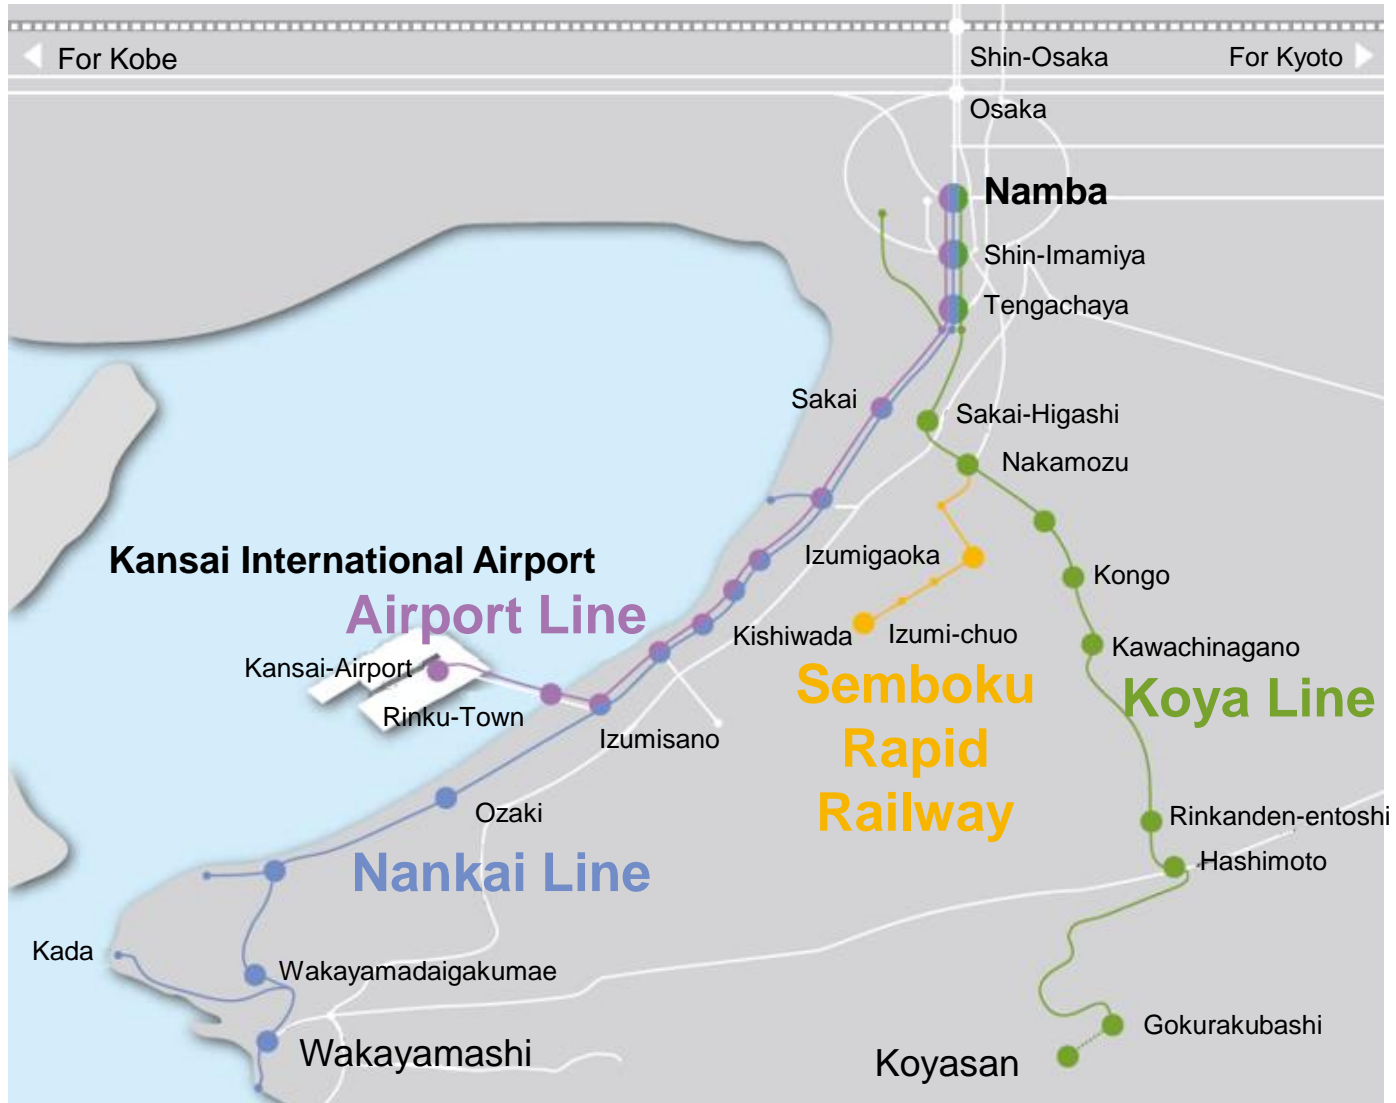 For Kobe
Shin-Osaka
For Kyoto
Osaka
Namba
Shin-Imamiya
Tengachaya
Sakai
Sakai-Higashi
Nakamozu
Kansai International Airport
Izumigaoka
Kongo
Airport Line
Kishiwada
Izumi-chuo
Kawachinagano
Kansai-Airport
Semboku
Rapid
Railway
Koya Line
Rinku-Town
Izumisano
Ozaki
Rinkanden-entoshi
Nankai Line
Hashimoto
Kada
Wakayamadaigakumae
Gokurakubashi
Wakayamashi
Koyasan